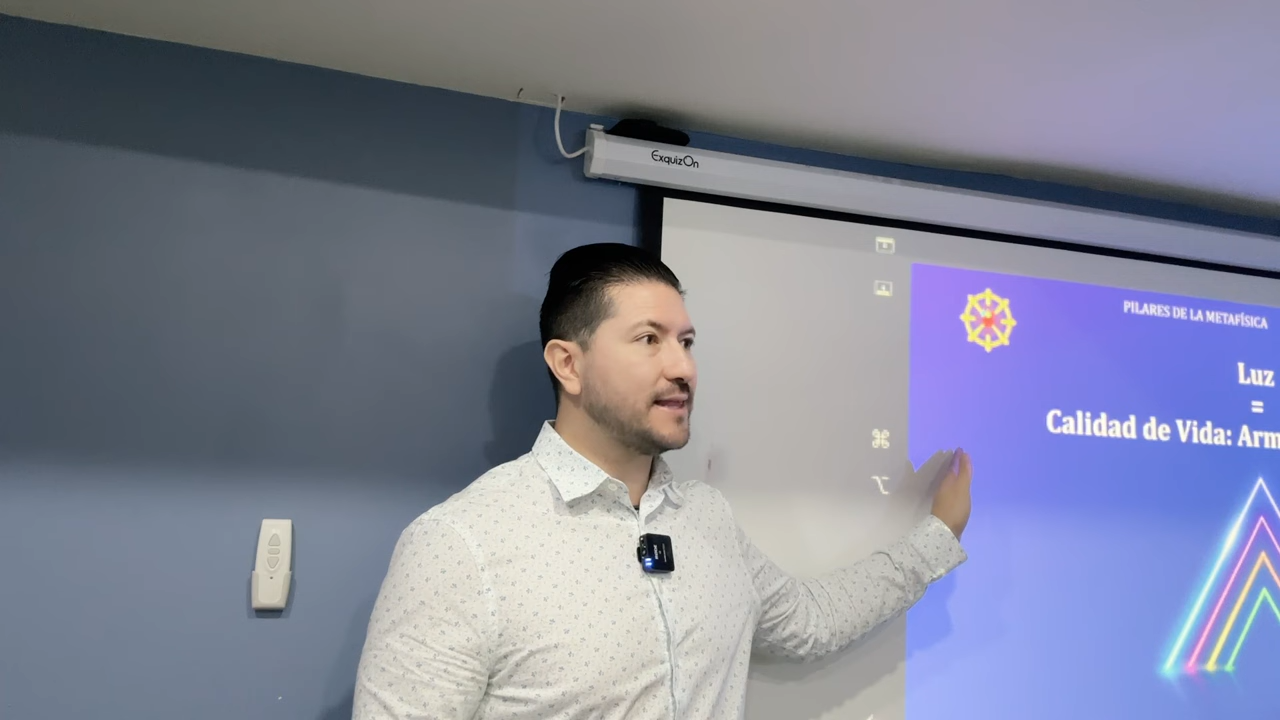 ExquizOn
PILARES DE LA METAFÍSICA
Luz
=
Calidad de Vida: Arm